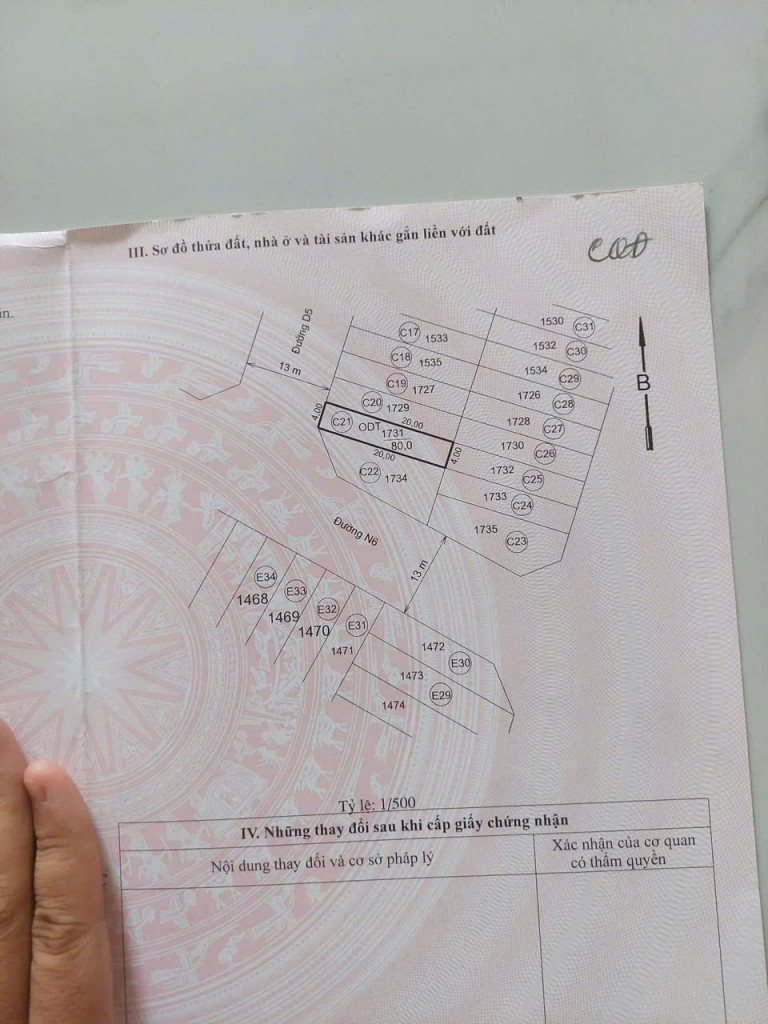 III. Sơ đồ thửa đất, nhà ở và tài sản khác gắn liền với đất
ản.
Đường D5
13 m
C17 1533
C18 1535
C19 1727
C20 1729
4,00
C21 ODT 1731
80,0
20,00
20,00
4,00
C22 1734
1530 C31
1532 C30
1534 C29
1726 C28
1728 C27
1730 C26
1732 C25
1733 C24
1735 C23
B
Đường N6
13 m
E34 1468
E33 1469
E32 1470
E31 1471
1472 E30
1473 E29
1474
Tỷ lệ: 1/500
IV. Những thay đổi sau khi cấp giấy chứng nhận
Nội dung thay đổi và cơ sở pháp lý
Xác nhận của cơ quan
có thẩm quyền